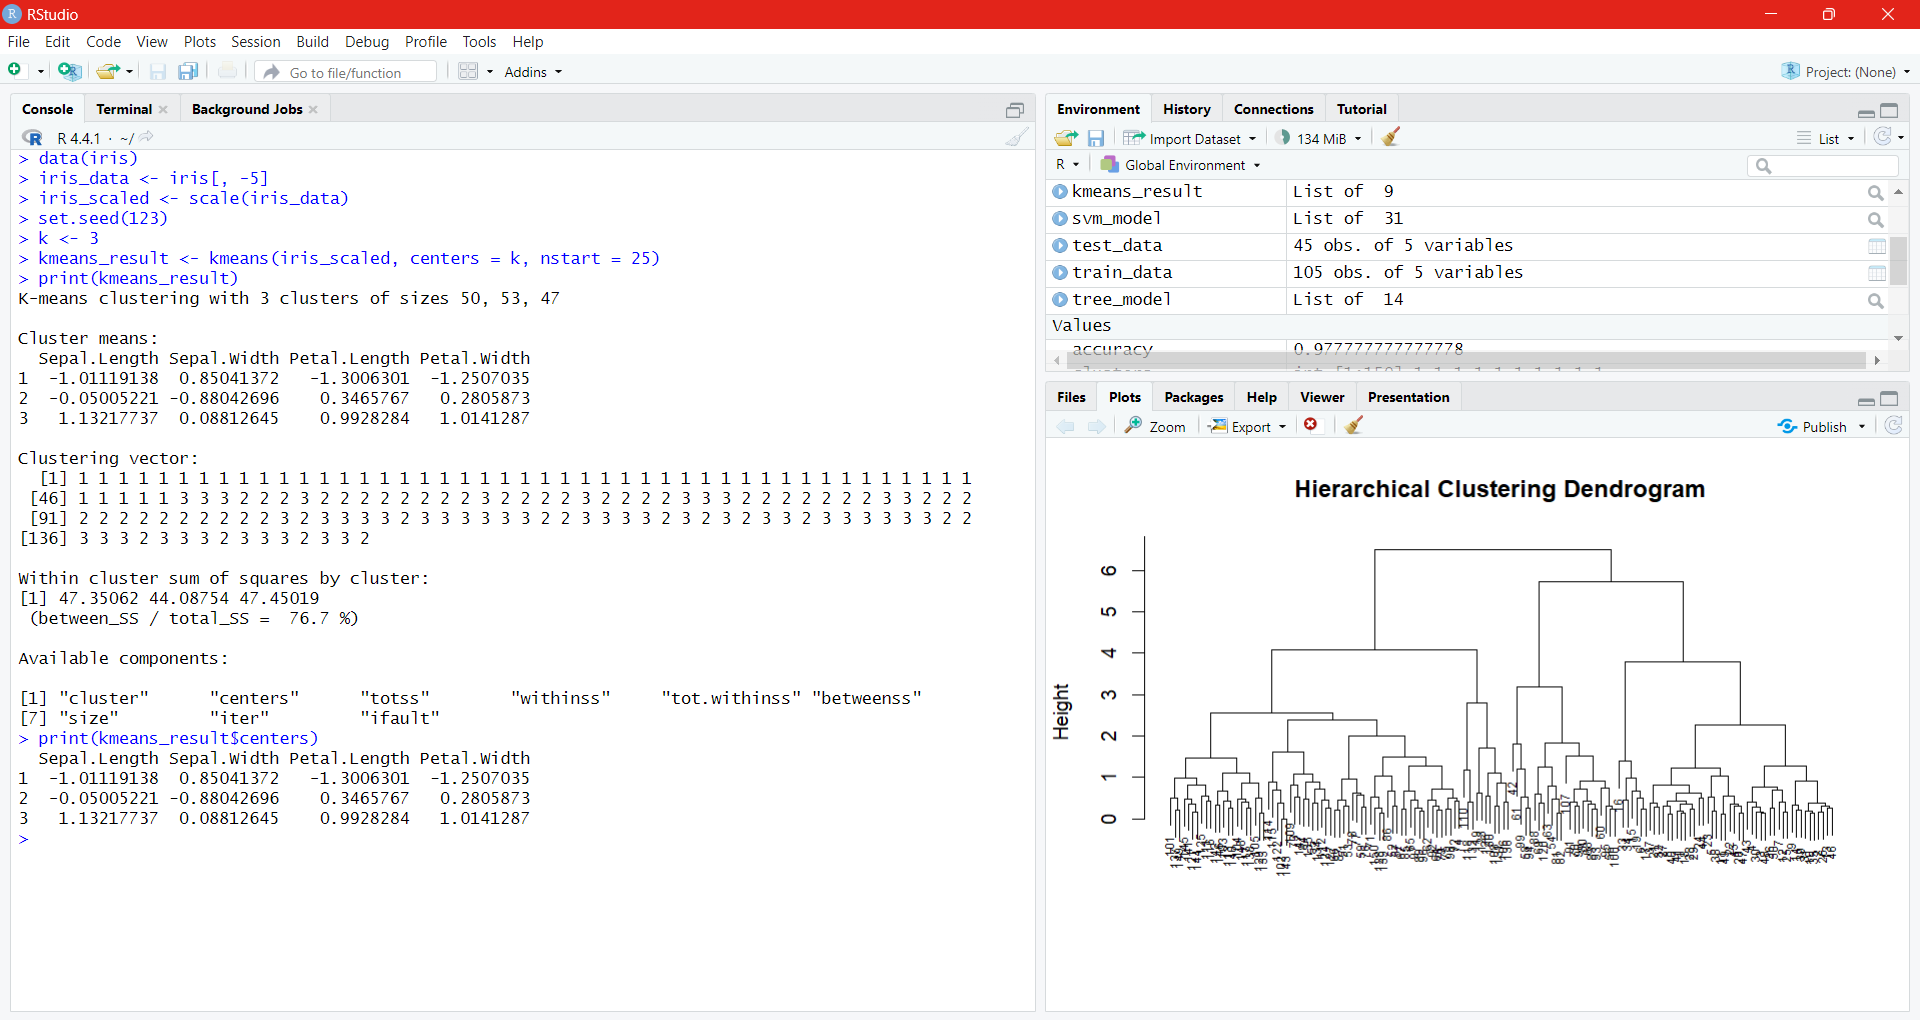 RStudio
File Edit Code View Plots Session Build Debug Profile Tools Help
Go to file/function Addins Project: (None)
Console Terminal Background Jobs
R 4.4.1 · ~/
> data(iris)
> iris_data <- iris[, -5]
> iris_scaled <- scale(iris_data)
> set.seed(123)
> k <- 3
> kmeans_result <- kmeans(iris_scaled, centers = k, nstart = 25)
> print(kmeans_result)
K-means clustering with 3 clusters of sizes 50, 53, 47
Cluster means:
Sepal.Length Sepal.Width Petal.Length Petal.Width
1 -1.01119138 0.85041372 -1.3006301 -1.2507035
2 -0.05005221 -0.88042696 0.3465767 0.2805873
3 1.13217737 0.08812645 0.9928284 1.0141287
Clustering vector:
[1] 1 1 1 1 1 1 1 1 1 1 1 1 1 1 1 1 1 1 1 1 1 1 1 1 1 1 1 1 1 1 1 1 1 1 1 1 1 1 1 1 1 1 1 1 1
[46] 1 1 1 1 1 3 3 3 2 2 2 3 2 2 2 2 2 2 2 2 3 2 2 2 2 3 2 2 2 2 3 3 3 2 2 2 2 2 2 2 3 3 2 2 2
[91] 2 2 2 2 2 2 2 2 2 2 3 2 3 3 3 3 2 3 3 3 3 3 3 2 2 3 3 3 3 2 3 2 3 2 3 3 2 3 3 3 3 3 3 2 2
[136] 3 3 3 2 3 3 3 2 3 3 3 2 3 3 2
Within cluster sum of squares by cluster:
[1] 47.35062 44.08754 47.45019
(between_SS / total_SS = 76.7 %)
Available components:
[1] "cluster" "centers" "totss" "withinss" "tot.withinss" "betweenss"
[7] "size" "iter" "ifault"
> print(kmeans_result$centers)
Sepal.Length Sepal.Width Petal.Length Petal.Width
1 -1.01119138 0.85041372 -1.3006301 -1.2507035
2 -0.05005221 -0.88042696 0.3465767 0.2805873
3 1.13217737 0.08812645 0.9928284 1.0141287
>
Environment History Connections Tutorial
Import Dataset 134 MiB List
R Global Environment
kmeans_result List of 9
svm_model List of 31
test_data 45 obs. of 5 variables
train_data 105 obs. of 5 variables
tree_model List of 14
Values
accuracy 0.977777777777778
Files Plots Packages Help Viewer Presentation
Zoom Export Publish
Hierarchical Clustering Dendrogram
Height
6
5
4
3
2
1
0